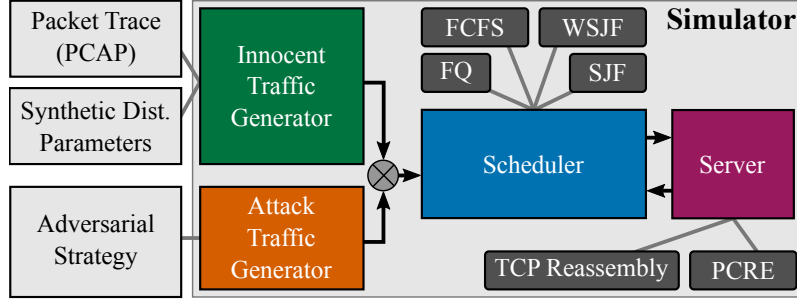 Packet Trace
(PCAP)
Synthetic Dist.
Parameters
Adversarial
Strategy
Innocent
Traffic
Generator
Attack
Traffic
Generator
FCFS
WSJF
FQ
SJF
Simulator
Scheduler
Server
TCP Reassembly
PCRE